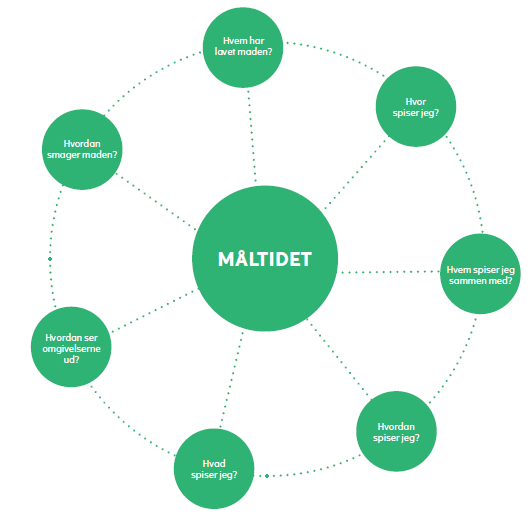 Hvem har
lavet maden?
Hvor
spiser jeg?
Hvordan
smager maden?
MÅLTIDET
Hvem spiser jeg
sammen med?
Hvordan ser
omgivelserne
ud?
Hvordan
spiser jeg?
Hvad
spiser jeg?